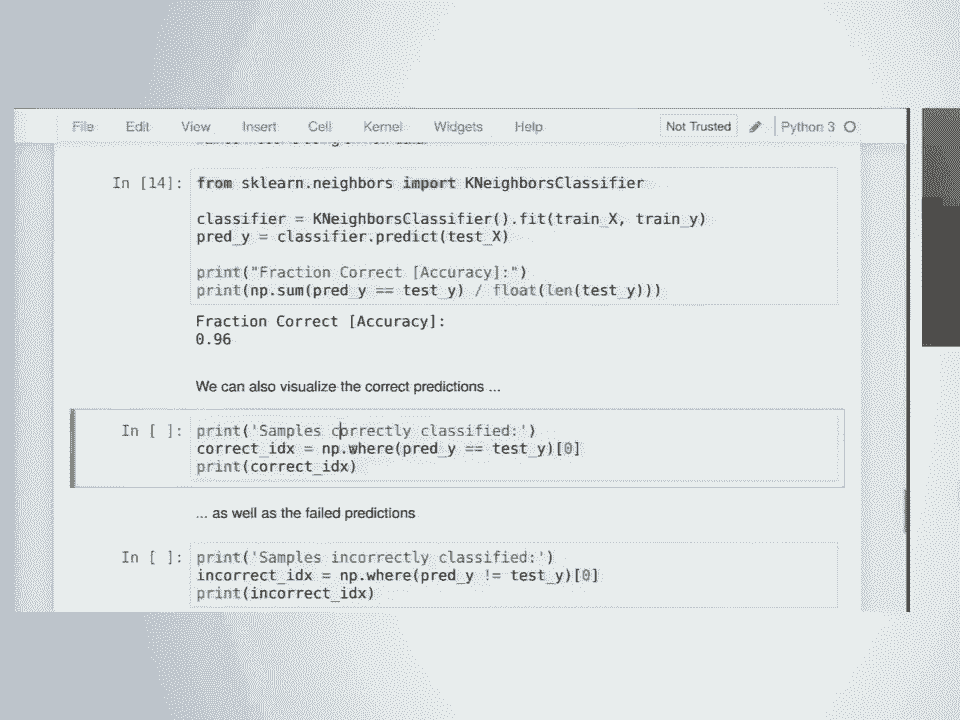 File Edit View Insert Cell Kernel Widgets Help Not Trusted Python 3
In [14]: from sklearn.neighbors import KNeighborsClassifier
classifier = KNeighborsClassifier().fit(train_X, train_y)
pred_y = classifier.predict(test_X)
print("Fraction Correct [Accuracy]:")
print(np.sum(pred_y == test_y) / float(len(test_y)))
Fraction Correct [Accuracy]:
0.96
We can also visualize the correct predictions ...
In [ ]: print('Samples correctly classified:')
correct_idx = np.where(pred_y == test_y)[0]
print(correct_idx)
... as well as the failed predictions
In [ ]: print('Samples incorrectly classified:')
incorrect_idx = np.where(pred_y != test_y)[0]
print(incorrect_idx)